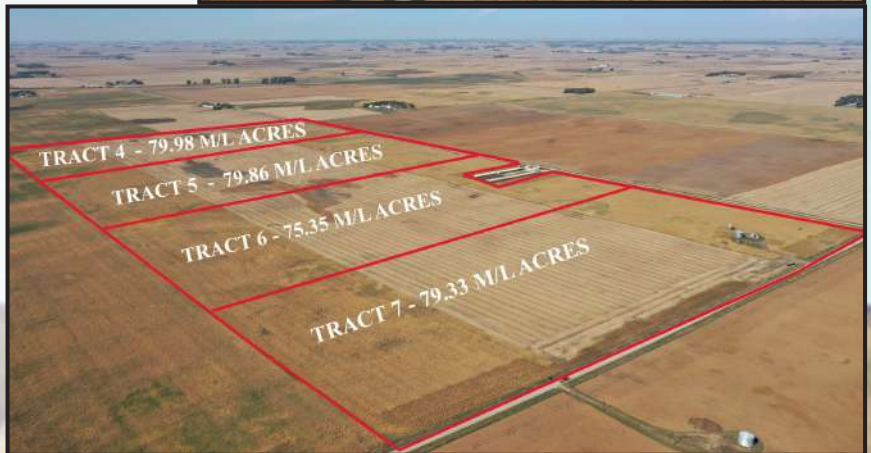 TRACT 4 - 79.98 M/L ACRES
TRACT 5 - 79.86 M/L ACRES
TRACT 6 - 75.35 M/L ACRES
TRACT 7 - 79.33 M/L ACRES